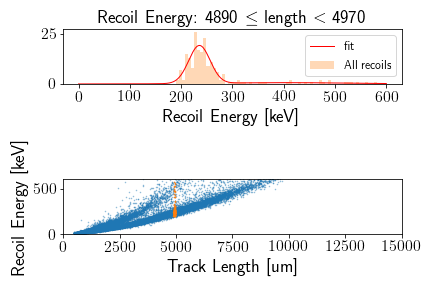 Recoil Energy: 4890 ≤ length < 4970
25
0
fit
All recoils
0 100 200 300 400 500 600
Recoil Energy [keV]
Recoil Energy [keV]
500
0
0 2500 5000 7500 10000 12500 15000
Track Length [um]